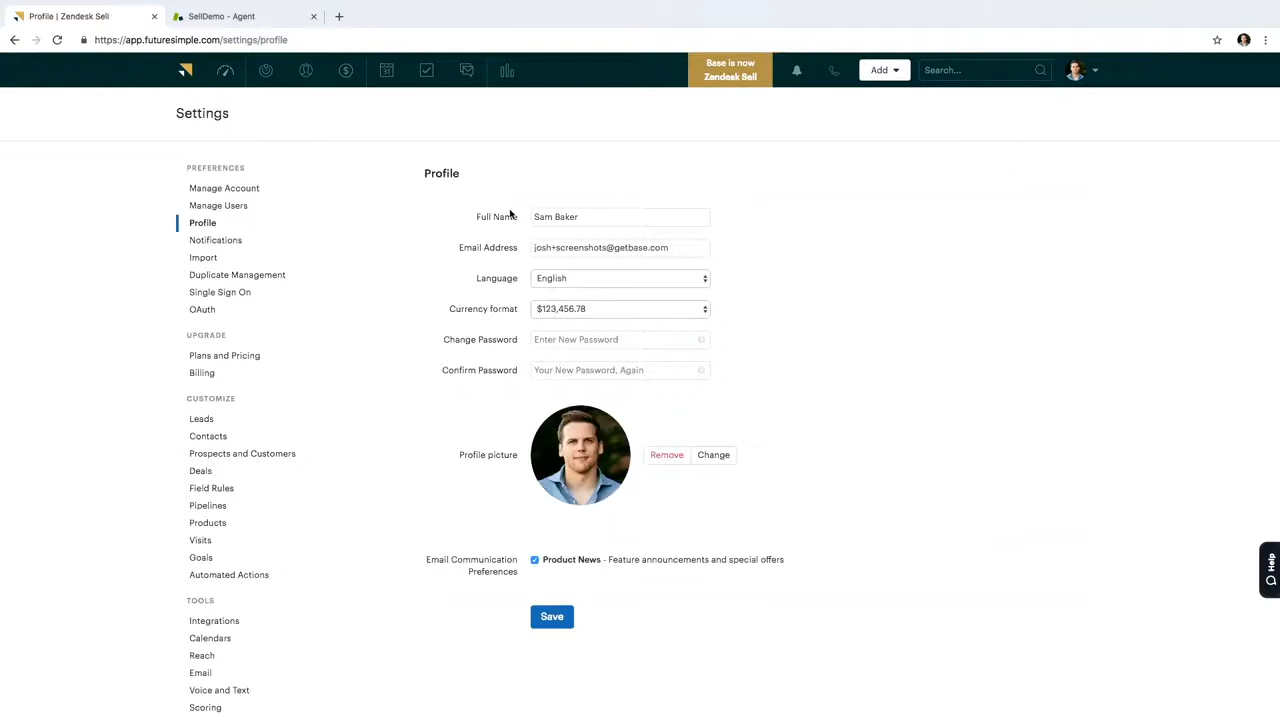 Profile | Zendesk Sell
SellDemo - Agent
https://app.futuresimple.com/settings/profile
31
$
Base is now
Zendesk Sell
Add
Search...
Settings
PREFERENCES
Manage Account
Manage Users
Profile
Notifications
Import
Duplicate Management
Single Sign On
OAuth
UPGRADE
Plans and Pricing
Billing
CUSTOMIZE
Leads
Contacts
Prospects and Customers
Deals
Field Rules
Pipelines
Products
Visits
Goals
Automated Actions
TOOLS
Integrations
Calendars
Reach
Email
Voice and Text
Scoring
Profile
Full Name Sam Baker
Email Address josh+screenshots@getbase.com
Language English
Currency format $123,456.78
Change Password Enter New Password
Confirm Password Your New Password, Again
Profile picture Remove Change
Email Communication Preferences Product News - Feature announcements and special offers
Save
Help